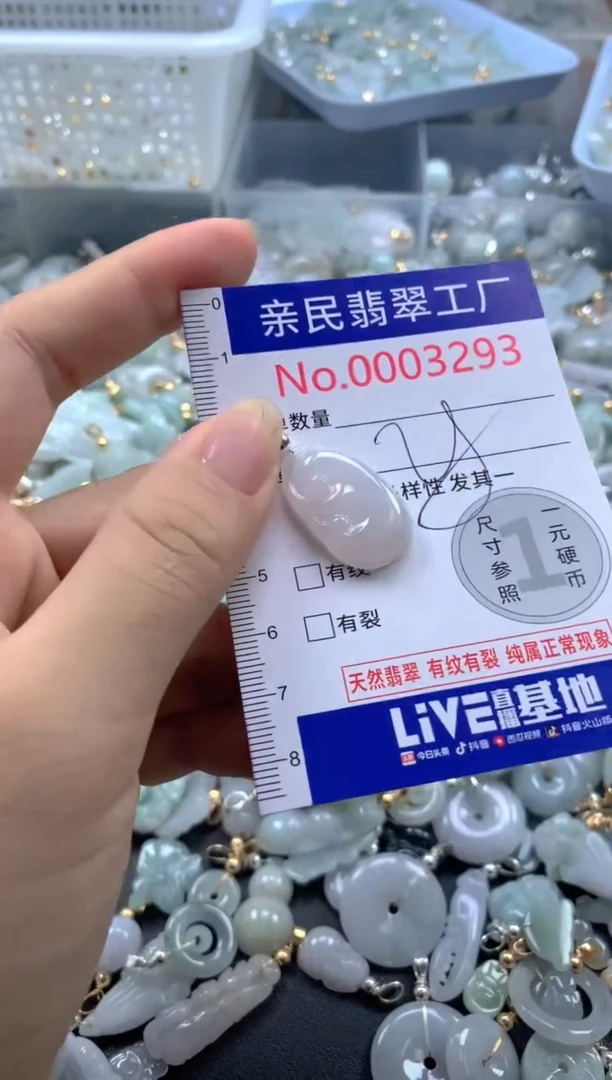 0
亲民翡翠工厂
1
No.0003293
数量
样性 发其一
尺寸参照
1
一元硬币
5
有纹
6
有裂
天然翡翠 有纹有裂 纯属正常现象
7
LiVE直播基地
8
今日头条 抖音 西瓜视频 抖音火山版